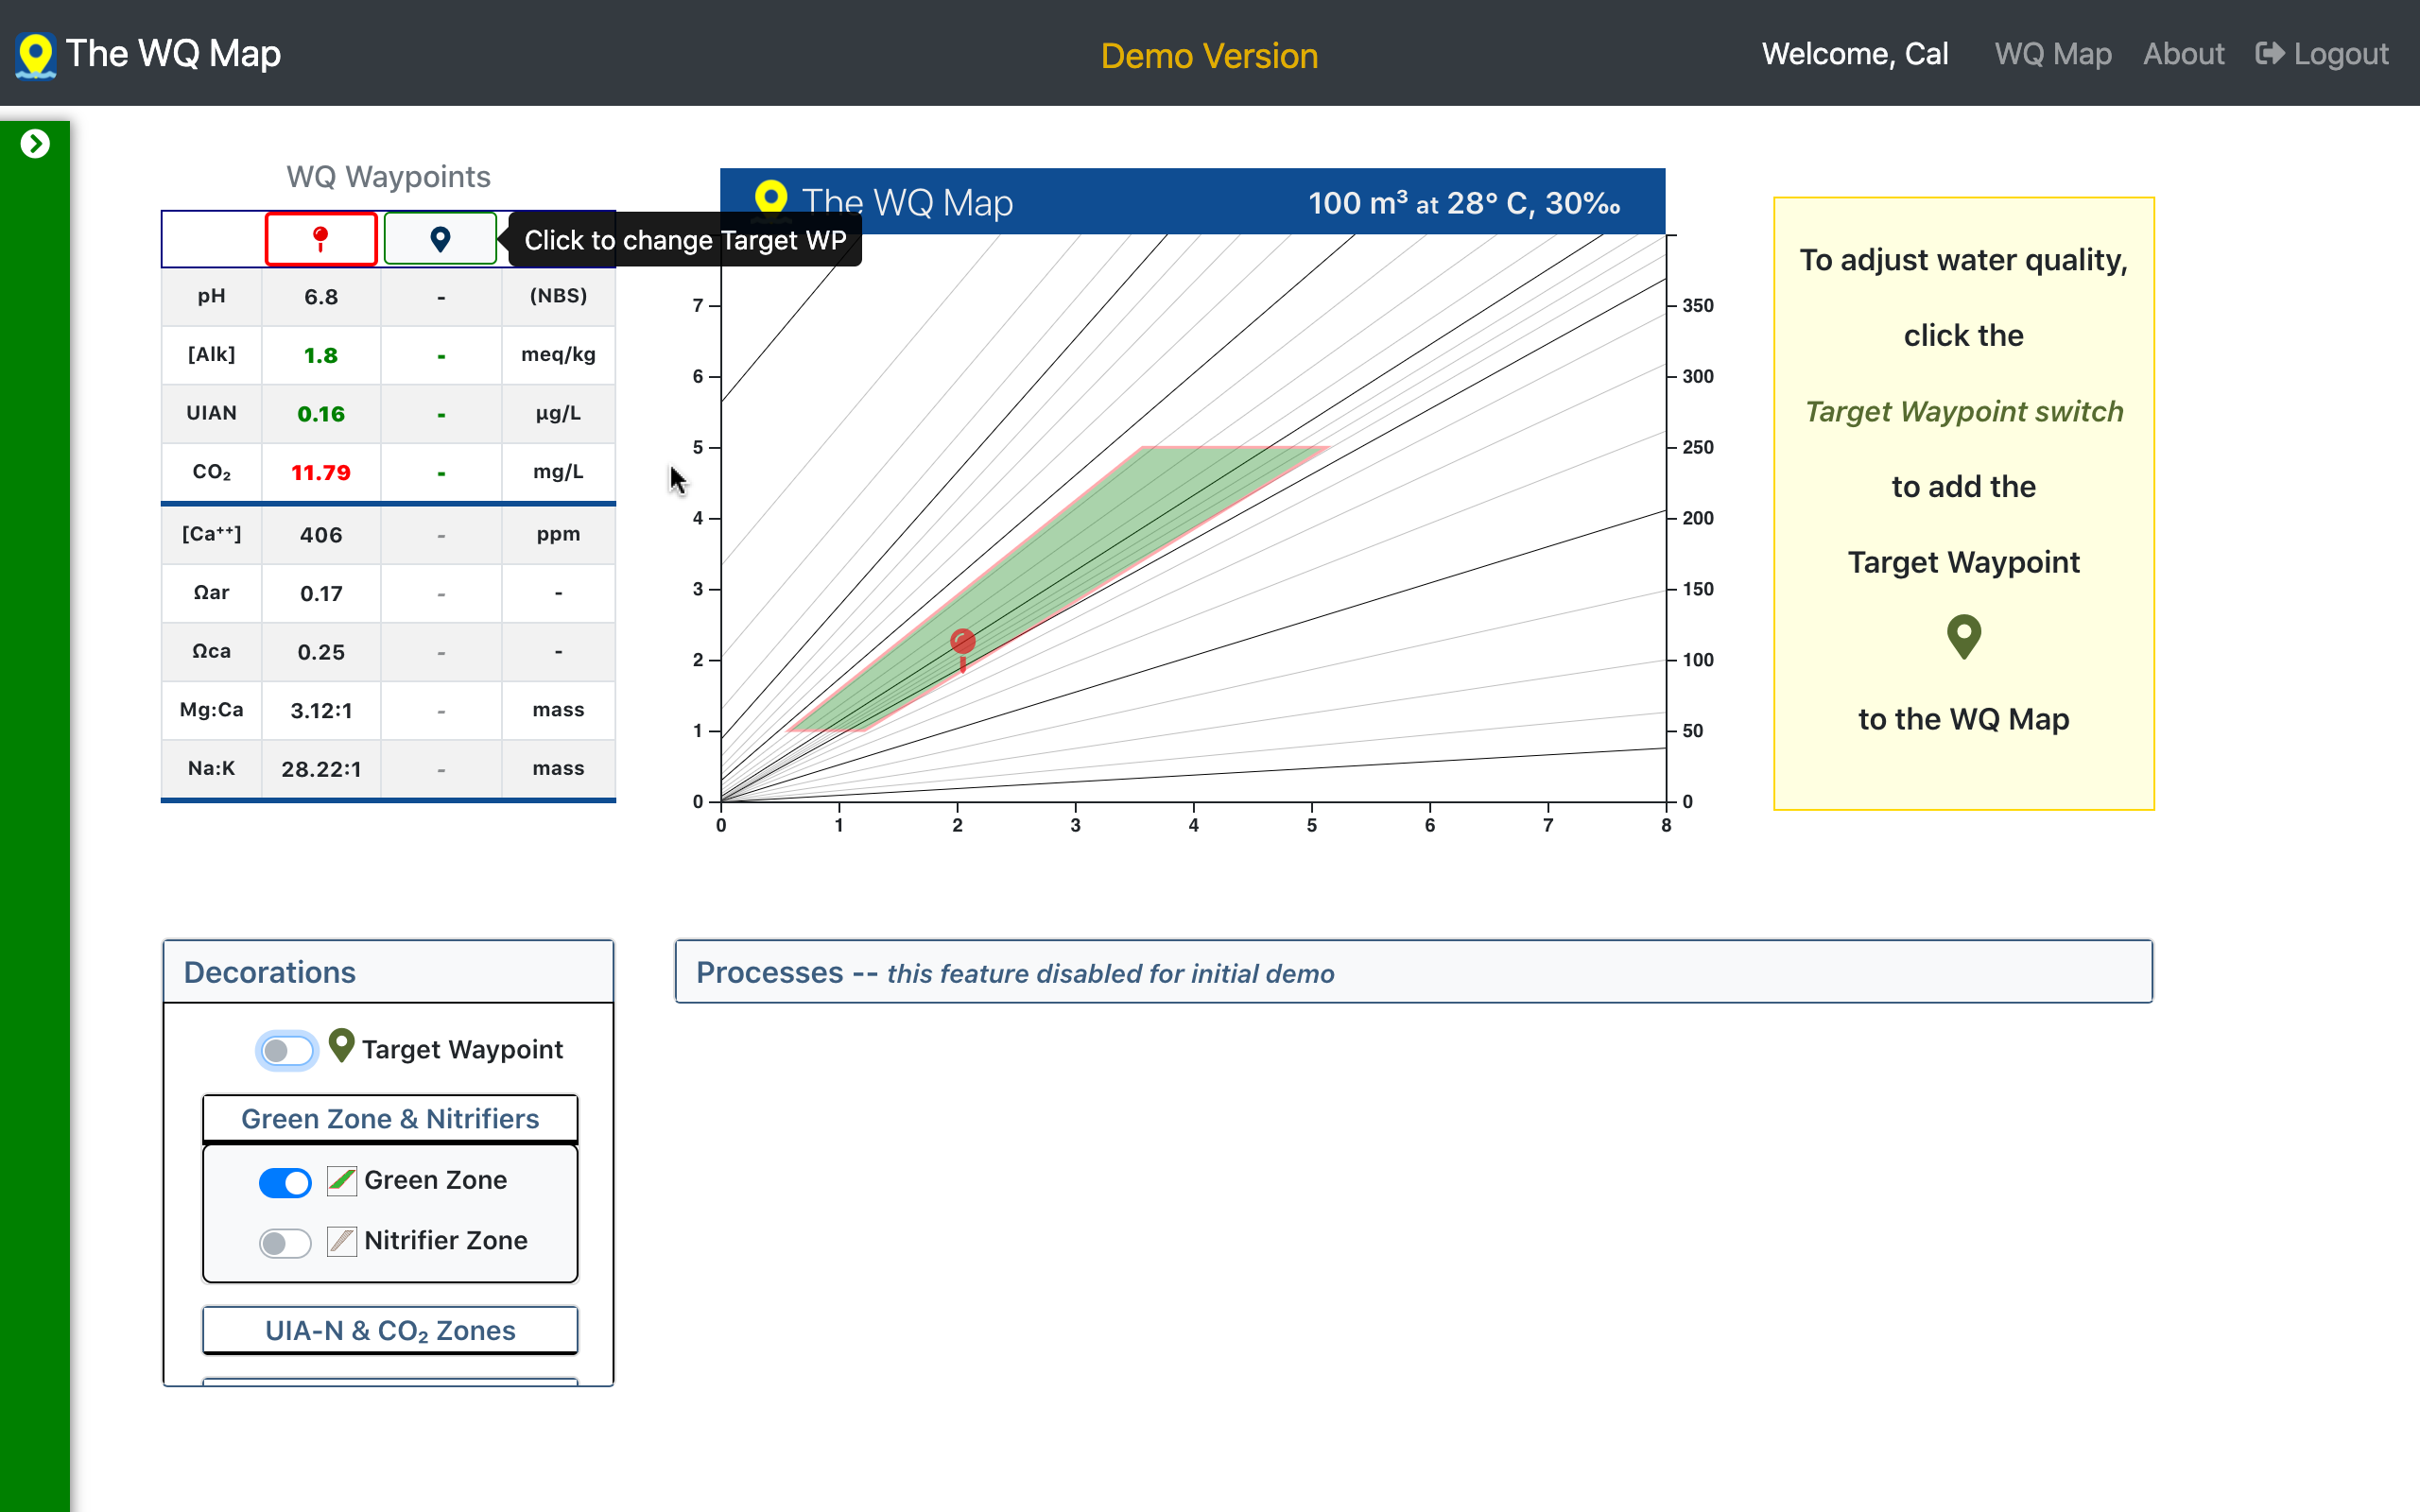 The WQ Map
Demo Version
Welcome, Cal
WQ Map
About
Logout
WQ Waypoints
Click to change Target WP
pH 6.8 - (NBS)
[Alk] 1.8 - meq/kg
UIAN 0.16 - µg/L
CO₂ 11.79 - mg/L
[Ca⁺⁺] 406 - ppm
Ωar 0.17 - -
Ωca 0.25 - -
Mg:Ca 3.12:1 - mass
Na:K 28.22:1 - mass
The WQ Map
100 m³ at 28° C, 30‰
7
6
5
4
3
2
1
0
350
300
250
200
150
100
50
0
0 1 2 3 4 5 6 7 8
To adjust water quality,
click the
Target Waypoint switch
to add the
Target Waypoint
to the WQ Map
Decorations
Target Waypoint
Green Zone & Nitrifiers
Green Zone
Nitrifier Zone
UIA-N & CO₂ Zones
Processes -- this feature disabled for initial demo